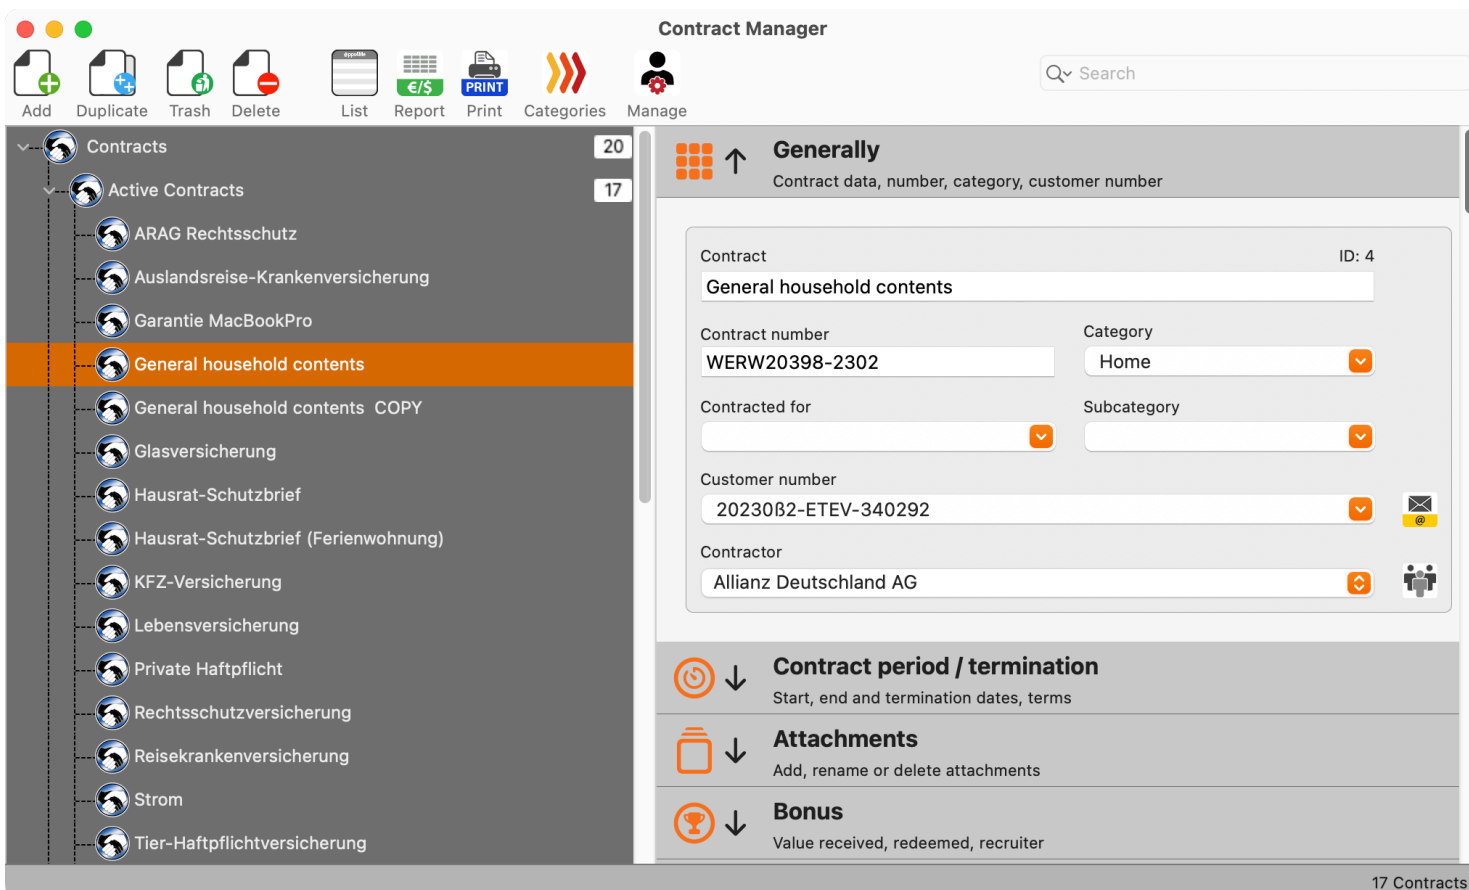 Contract Manager
Add
Duplicate
Trash
Delete
@ppsforMe
List
€/$
Report
PRINT
Print
Categories
Manage
Search
Contracts 20
Active Contracts 17
ARAG Rechtsschutz
Auslandsreise-Krankenversicherung
Garantie MacBookPro
General household contents
General household contents  COPY
Glasversicherung
Hausrat-Schutzbrief
Hausrat-Schutzbrief (Ferienwohnung)
KFZ-Versicherung
Lebensversicherung
Private Haftpflicht
Rechtsschutzversicherung
Reisekrankenversicherung
Strom
Tier-Haftpflichtversicherung
Generally
Contract data, number, category, customer number
Contract ID: 4
General household contents
Contract number
WERW20398-2302
Category
Home
Contracted for
Subcategory
Customer number
20230ß2-ETEV-340292
@
Contractor
Allianz Deutschland AG
Contract period / termination
Start, end and termination dates, terms
Attachments
Add, rename or delete attachments
Bonus
Value received, redeemed, recruiter
17 Contracts